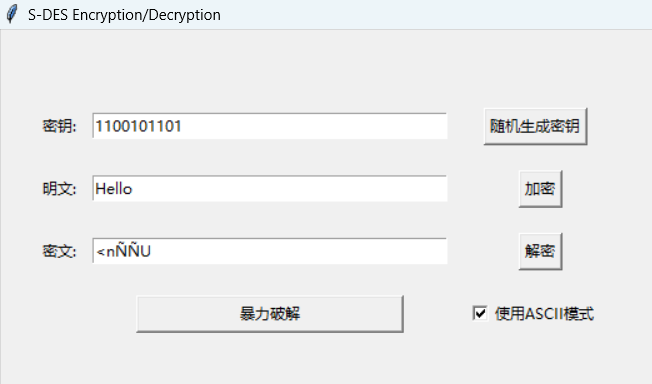 S-DES Encryption/Decryption
密钥: 1100101101 随机生成密钥
明文: Hello 加密
密文: <nÑÑU 解密
暴力破解 使用ASCII模式